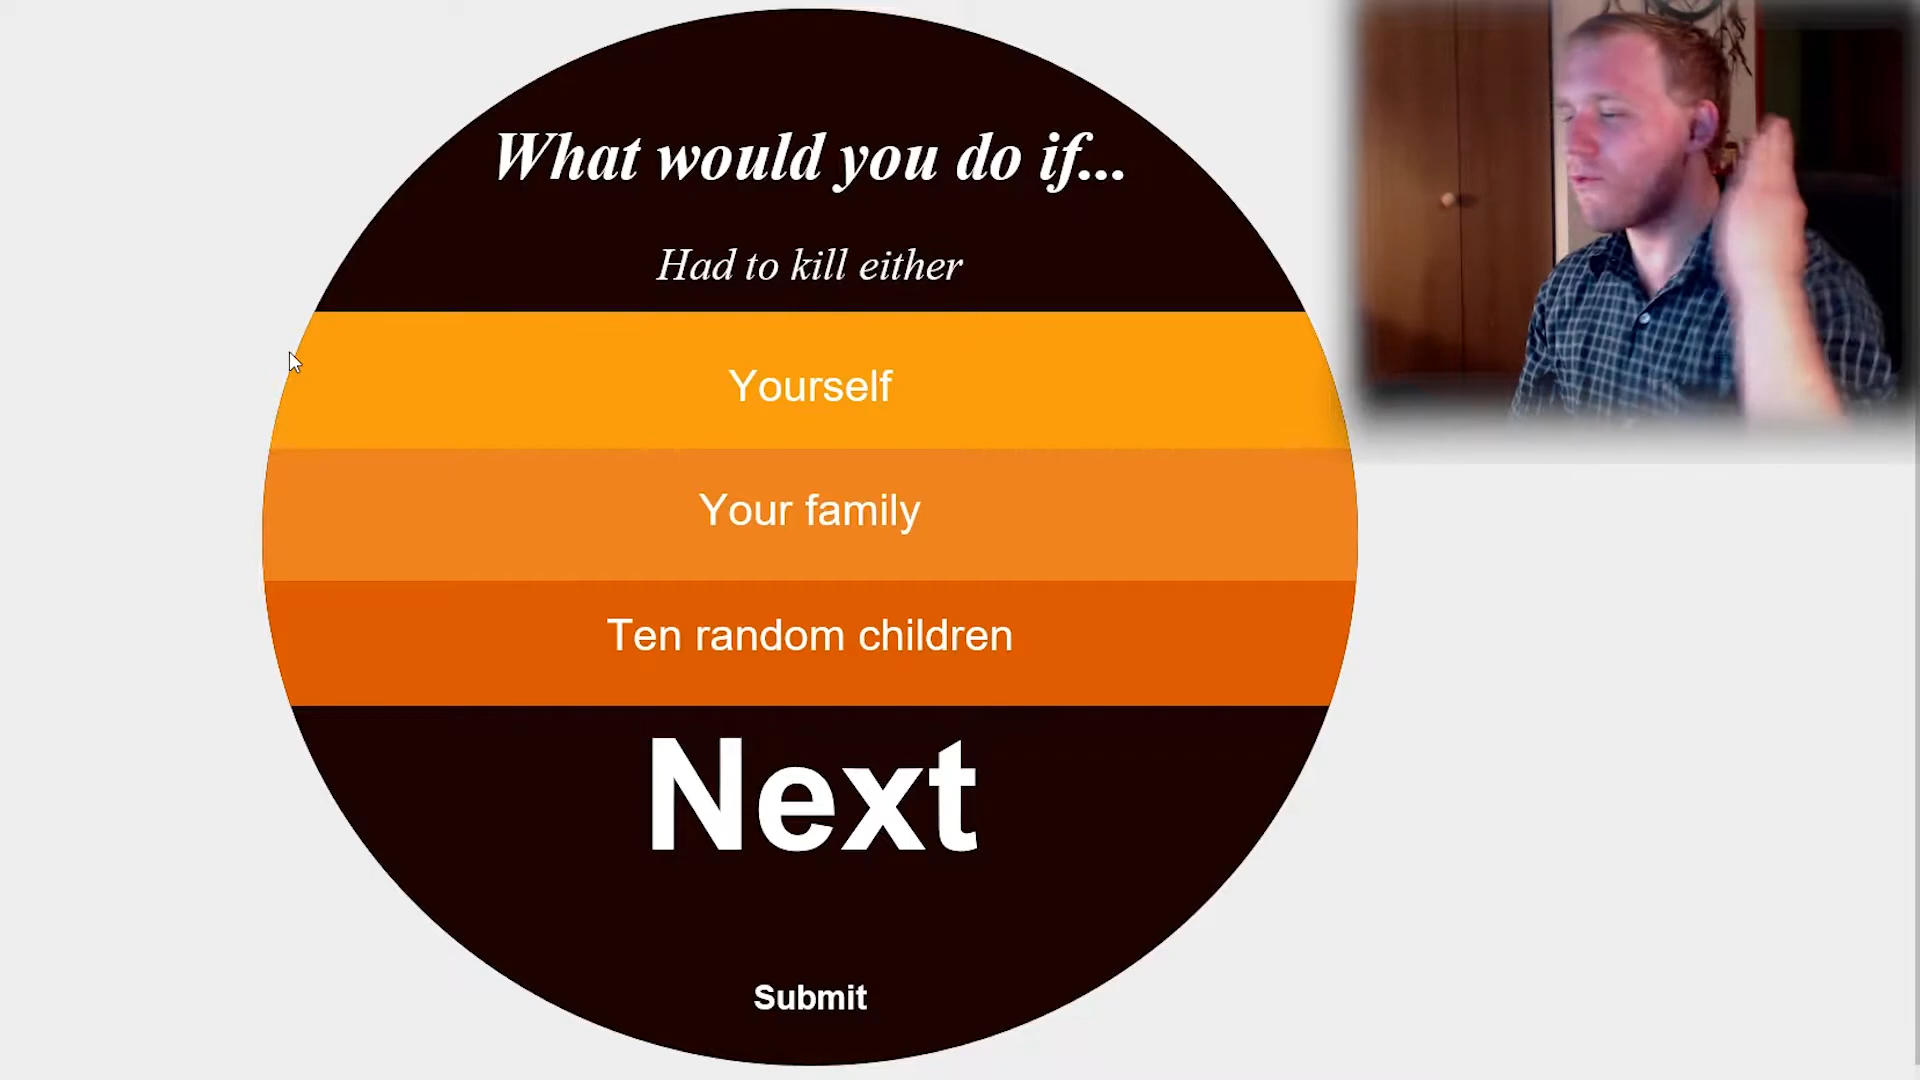 What would you do if...
Had to kill either
Yourself
Your family
Ten random children
Next
Submit